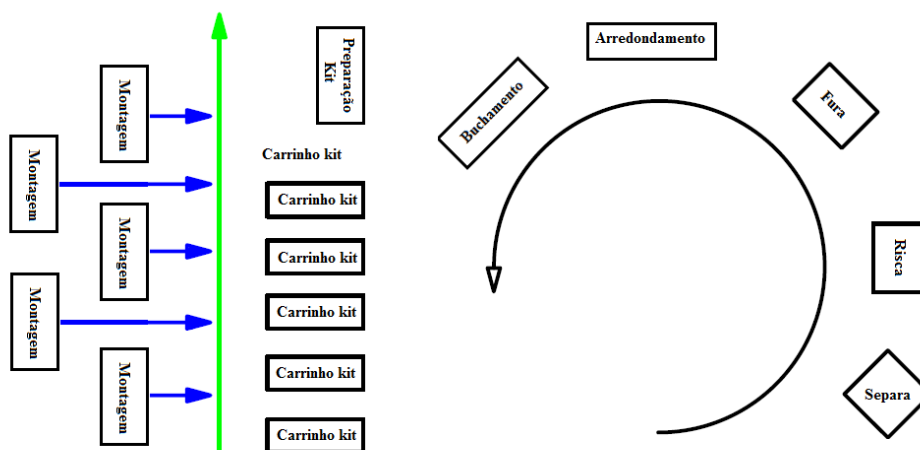 Montagem
Montagem
Montagem
Montagem
Montagem
Preparação
Kit
Carrinho kit
Carrinho kit
Carrinho kit
Carrinho kit
Carrinho kit
Carrinho kit
Buchamento
Arredondamento
Fura
Risca
Separa